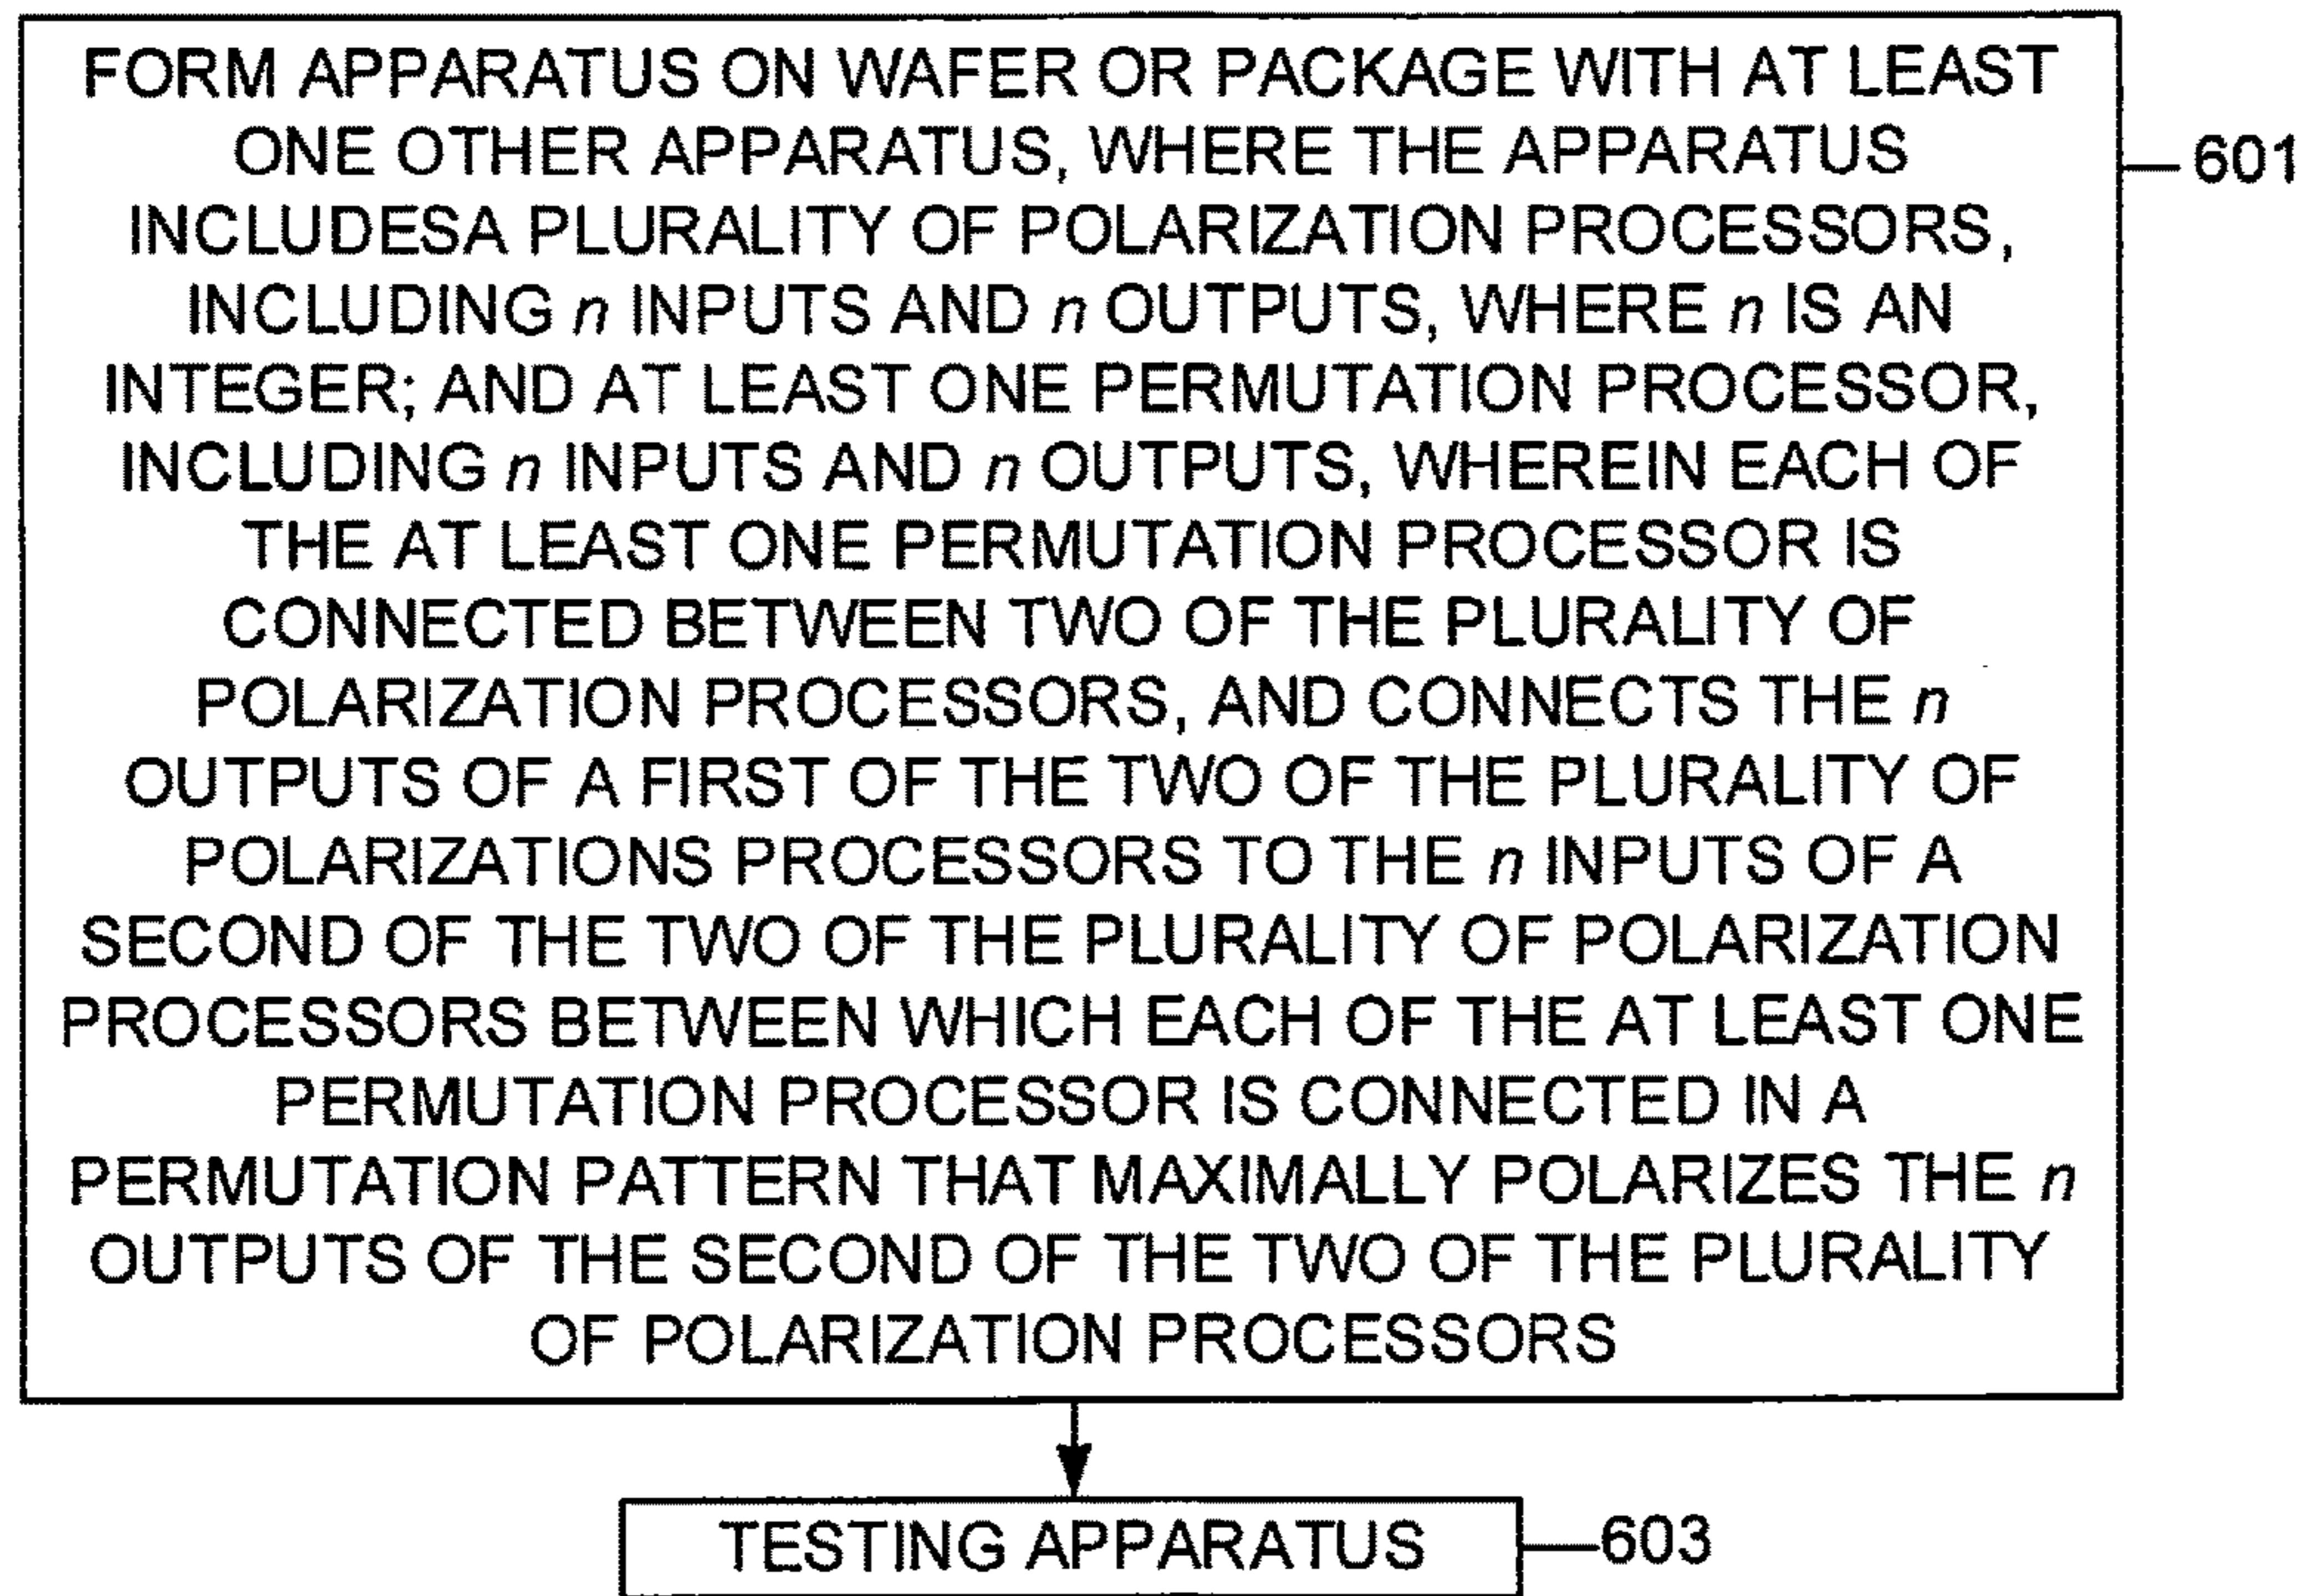 FORM APPARATUS ON WAFER OR PACKAGE WITH AT LEAST
ONE OTHER APPARATUS, WHERE THE APPARATUS
INCLUDESA PLURALITY OF POLARIZATION PROCESSORS,
INCLUDING n INPUTS AND n OUTPUTS, WHERE n IS AN
INTEGER; AND AT LEAST ONE PERMUTATION PROCESSOR,
INCLUDING n INPUTS AND n OUTPUTS, WHEREIN EACH OF
THE AT LEAST ONE PERMUTATION PROCESSOR IS
CONNECTED BETWEEN TWO OF THE PLURALITY OF
POLARIZATION PROCESSORS, AND CONNECTS THE n
OUTPUTS OF A FIRST OF THE TWO OF THE PLURALITY OF
POLARIZATIONS PROCESSORS TO THE n INPUTS OF A
SECOND OF THE TWO OF THE PLURALITY OF POLARIZATION
PROCESSORS BETWEEN WHICH EACH OF THE AT LEAST ONE
PERMUTATION PROCESSOR IS CONNECTED IN A
PERMUTATION PATTERN THAT MAXIMALLY POLARIZES THE n
OUTPUTS OF THE SECOND OF THE TWO OF THE PLURALITY
OF POLARIZATION PROCESSORS
601
TESTING APPARATUS
603